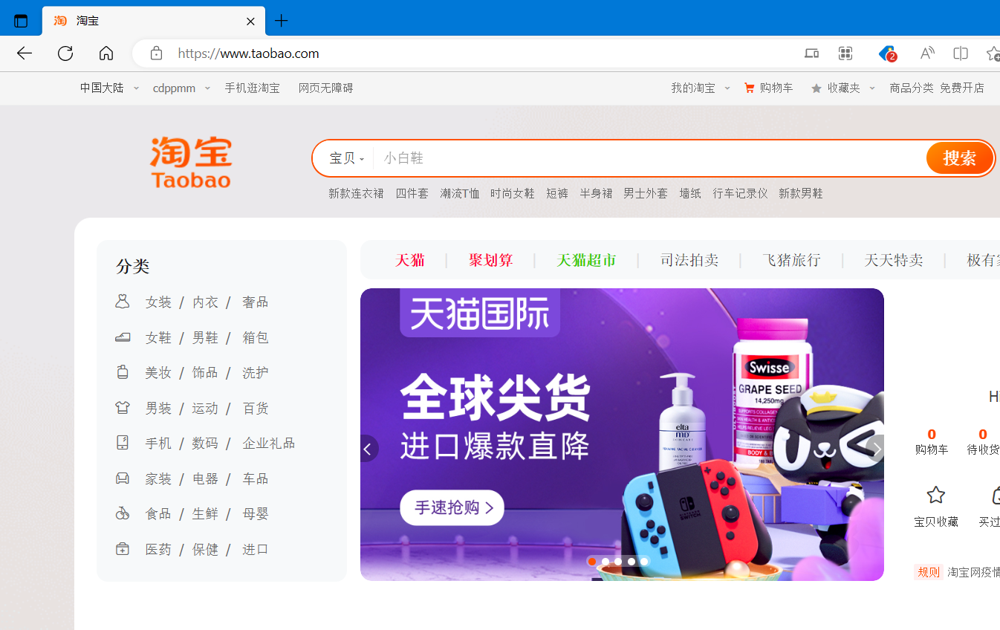 淘 淘宝
https://www.taobao.com
2
中国大陆 cdppmm 手机逛淘宝 网页无障碍 我的淘宝 购物车 收藏夹 商品分类 免费开店
淘宝
Taobao
宝贝 小白鞋 搜索
新款连衣裙 四件套 潮流T恤 时尚女鞋 短裤 半身裙 男士外套 墙纸 行车记录仪 新款男鞋
分类
女装 / 内衣 / 奢品
女鞋 / 男鞋 / 箱包
美妆 / 饰品 / 洗护
男装 / 运动 / 百货
手机 / 数码 / 企业礼品
家装 / 电器 / 车品
食品 / 生鲜 / 母婴
医药 / 保健 / 进口
天猫 聚划算 天猫超市 司法拍卖 飞猪旅行 天天特卖 极有
天猫国际
全球尖货
进口爆款直降
手速抢购
Swisse
GRAPE SEED
14,250mg
elta
MD
SWITCH
Hi
0 0
购物车 待收货
宝贝收藏 买过
规则 淘宝网疫情